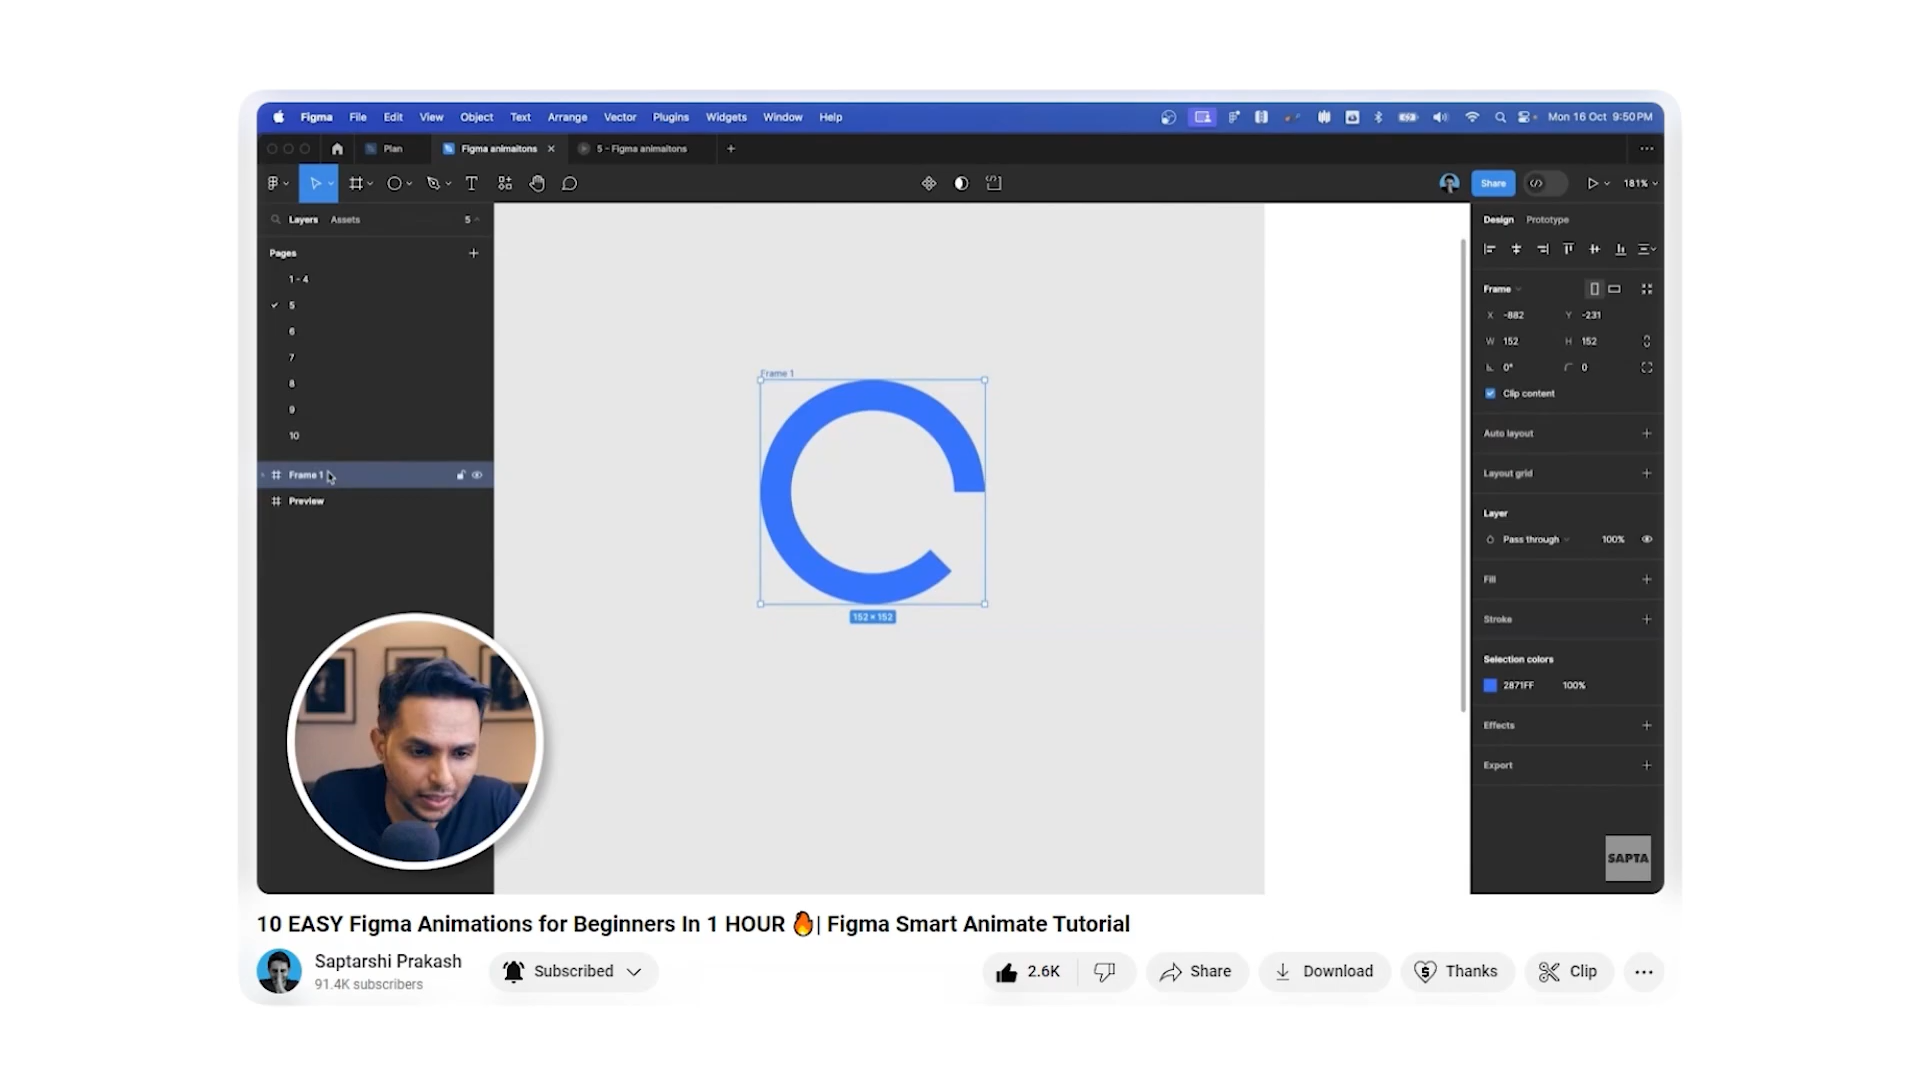 Figma File Edit View Object Text Arrange Vector Plugins Widgets Window Help Mon 16 Oct 9:50 PM
Plan Figma animaitons 5 - Figma animaitons
Share 181%
Layers Assets 5
Pages
1 - 4
5
6
7
8
9
10
Frame 1
Preview
Frame 1
152 × 152
Design Prototype
Frame
X -882 Y -231
W 152 H 152
0° 0
Clip content
Auto layout
Layout grid
Layer
Pass through 100%
Fill
Stroke
Selection colors
2871FF 100%
Effects
Export
SAPTA
10 EASY Figma Animations for Beginners In 1 HOUR 🔥| Figma Smart Animate Tutorial
Saptarshi Prakash
91.4K subscribers
Subscribed
2.6K
Share
Download
Thanks
Clip